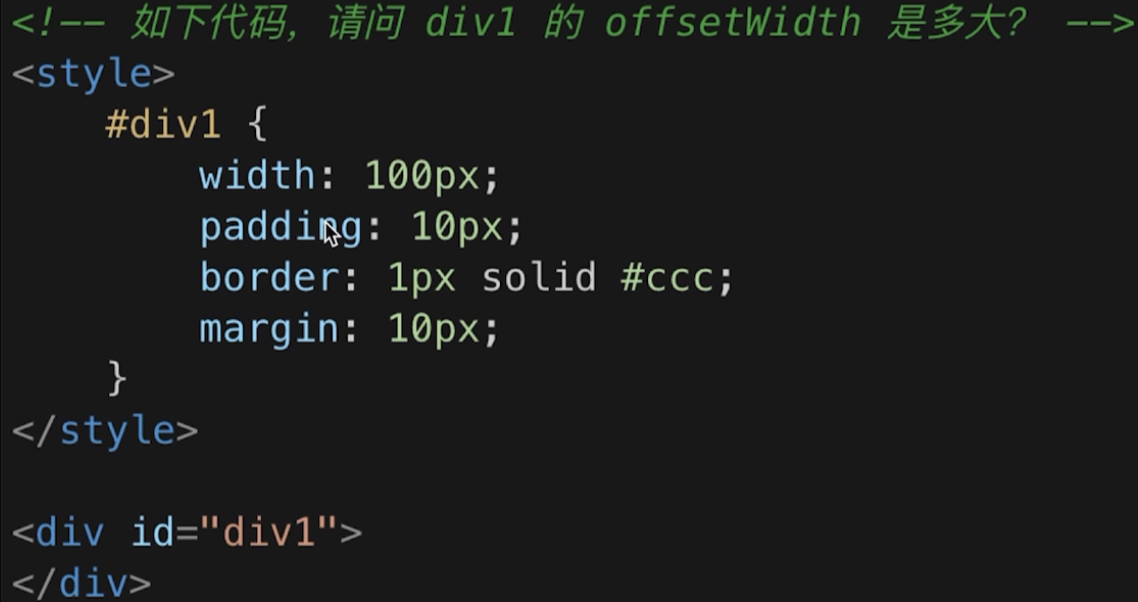 <!-- 如下代码，请问 div1 的 offsetWidth 是多大？ -->
<style>
    #div1 {
        width: 100px;
        padding: 10px;
        border: 1px solid #ccc;
        margin: 10px;
    }
</style>

<div id="div1">
</div>